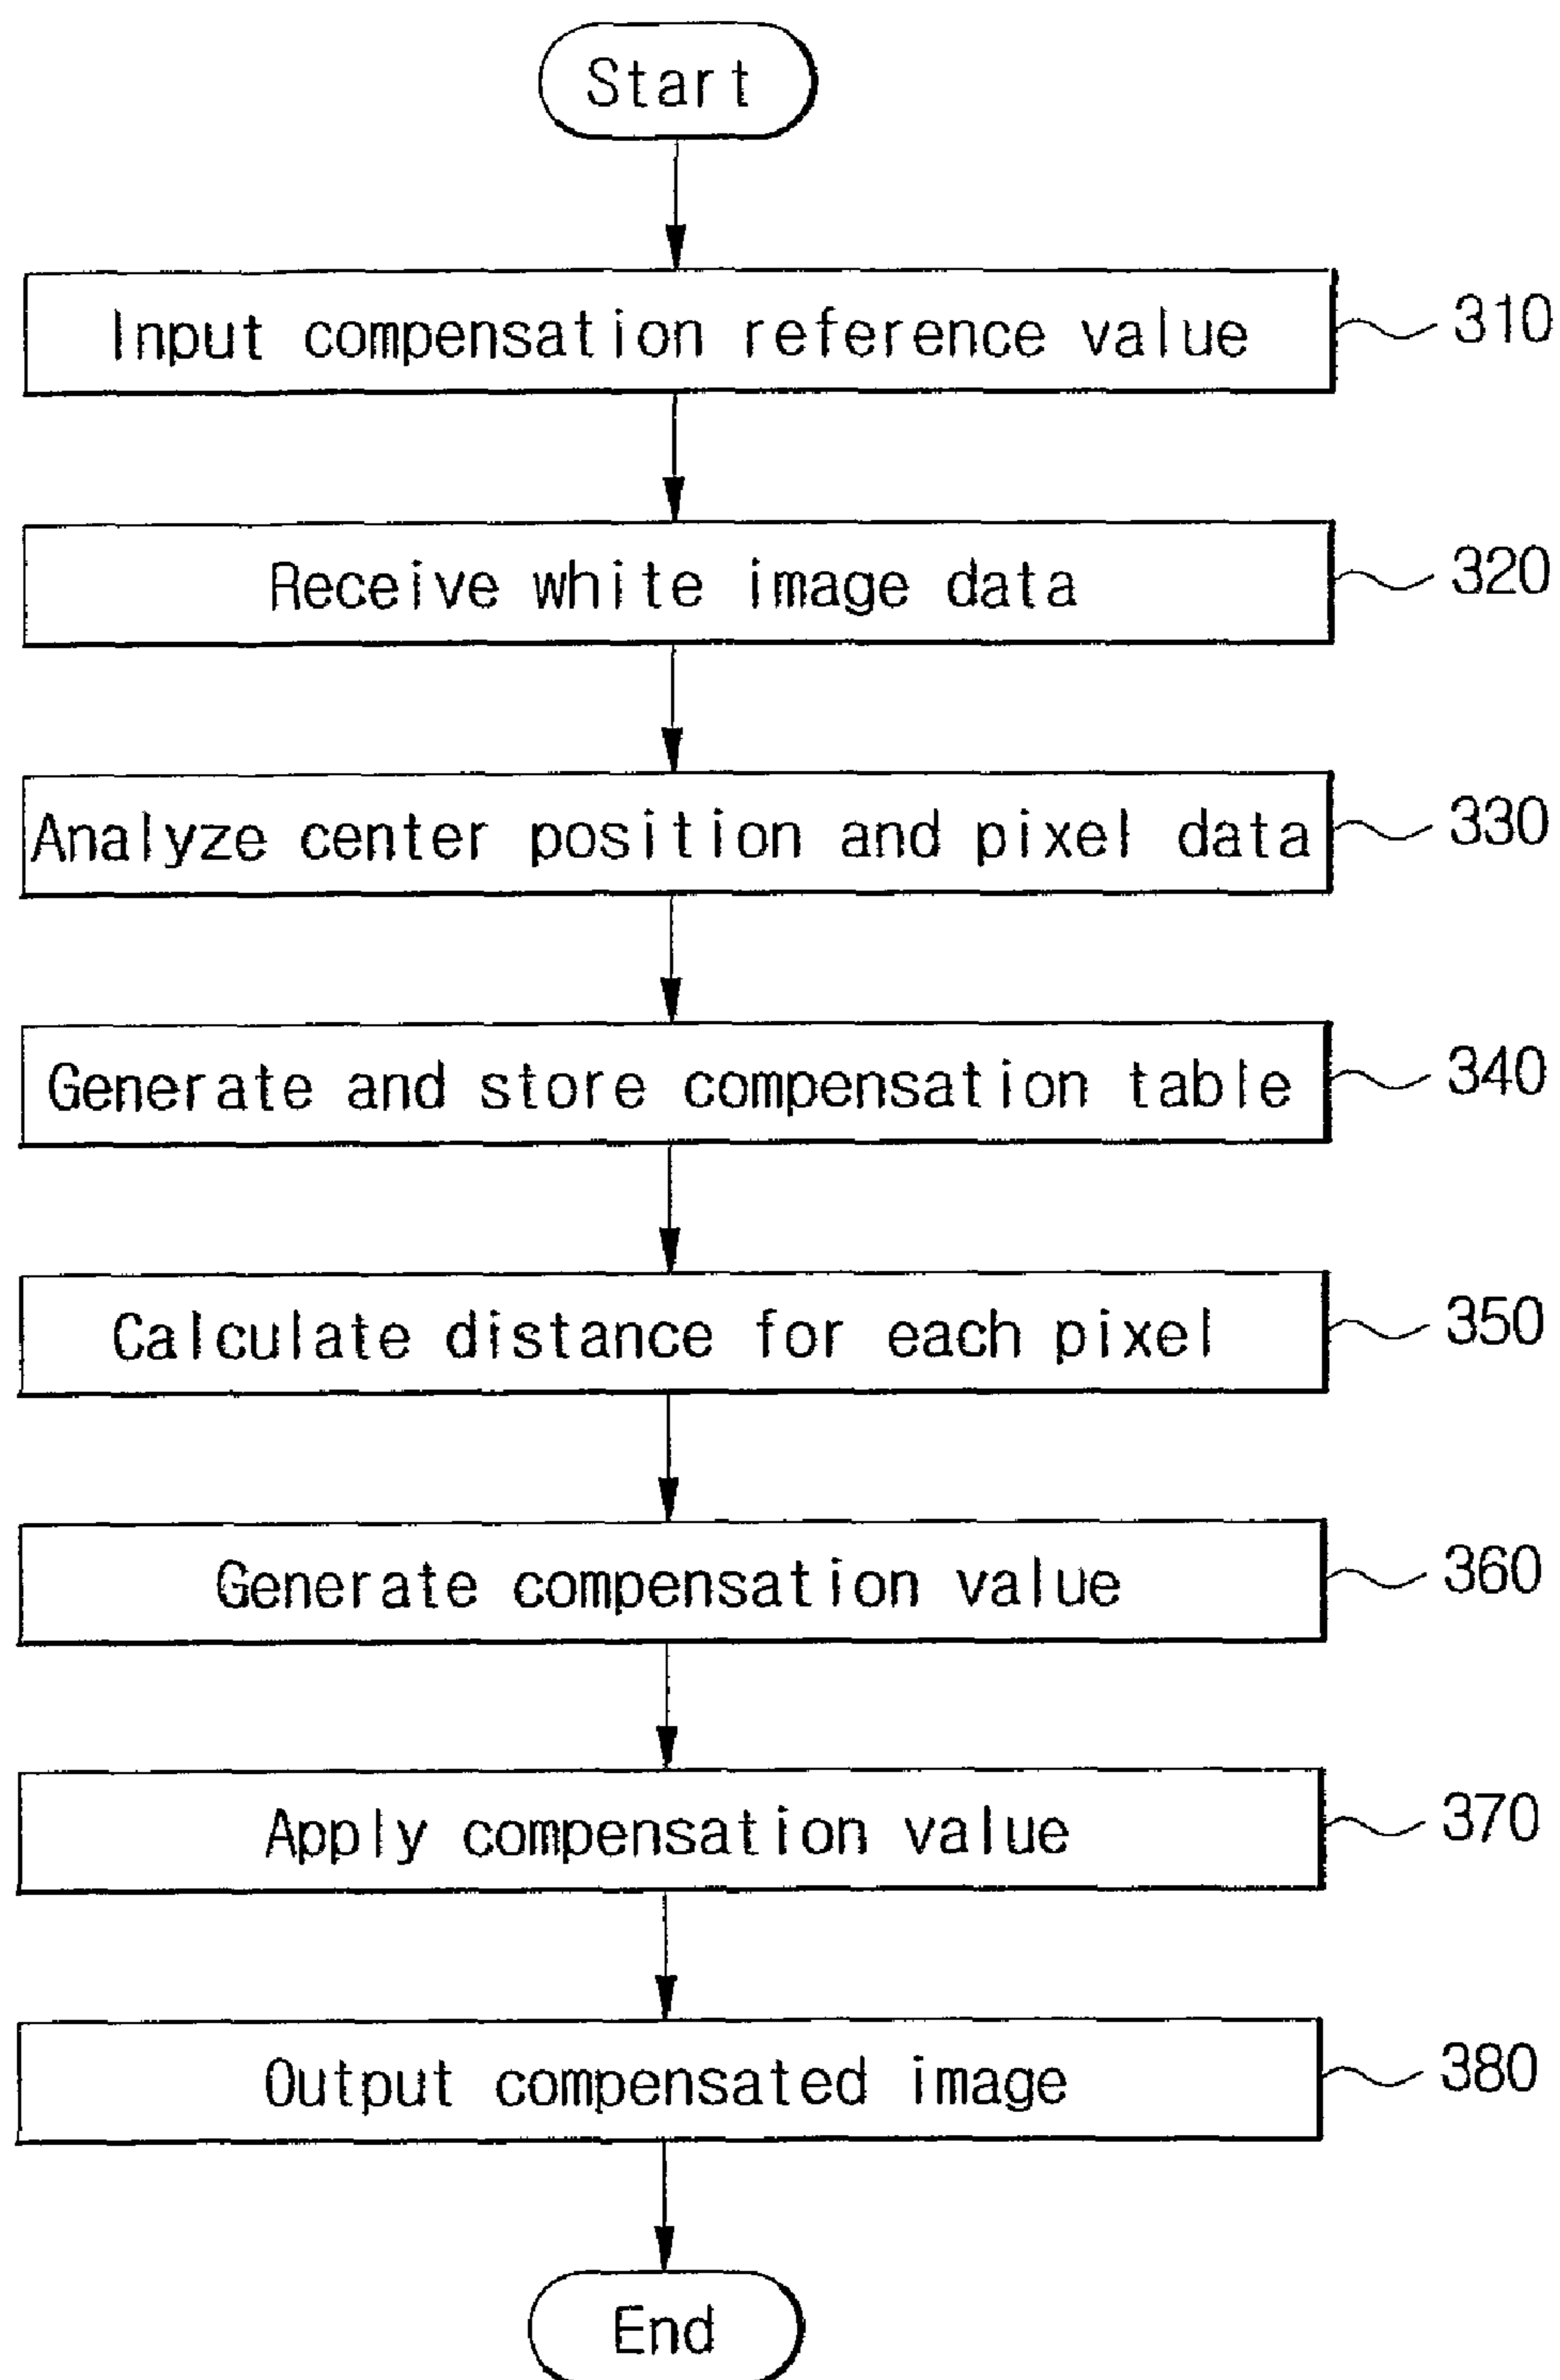 Start
Input compensation reference value
310
Receive white image data
320
Analyze center position and pixel data
330
Generate and store compensation table
340
Calculate distance for each pixel
350
Generate compensation value
360
Apply compensation value
370
Output compensated image
380
End